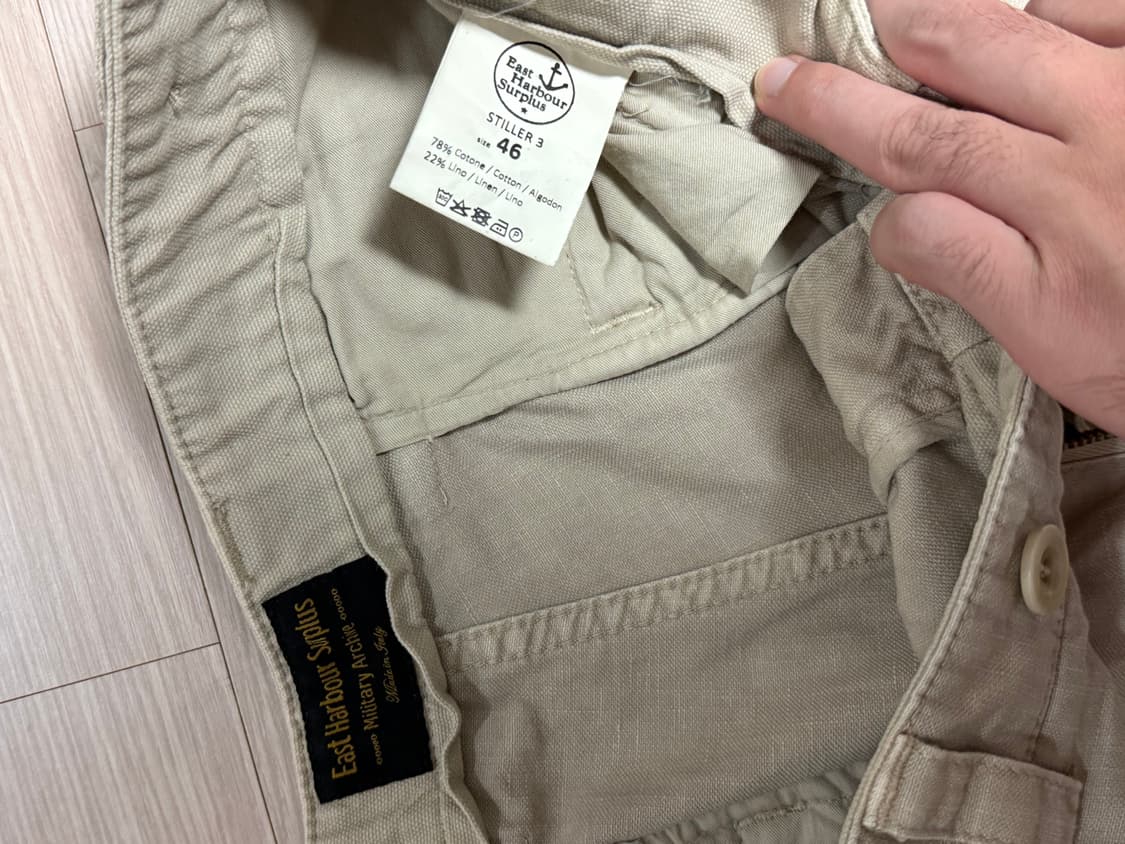 East
Harbour
Surplus
STILLER 3
size 46
78% Cotone / Cotton / Algodon
22% Lino / Linen / Lino
P
East Harbour Surplus
Military Archive
Made in Italy